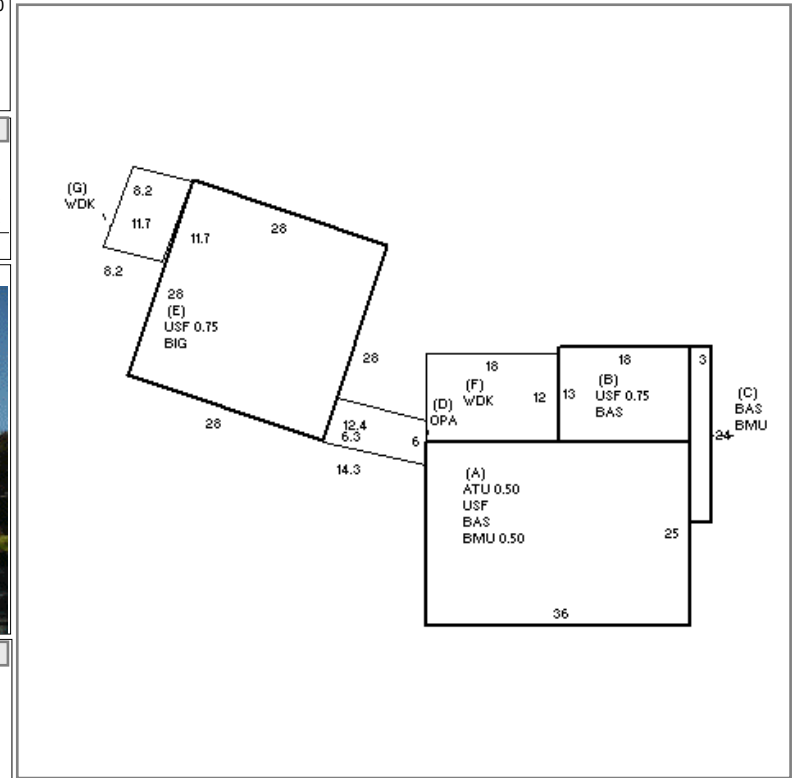 8.2
(G)
WDK
11.7
11.7
28
8.2
28
(E)
USF 0.75
BIG
28
28
18
(F)
WDK
12
13
18
(B)
USF 0.75
BAS
3
(C)
BAS
BMU
24
(D)
OPA
12.4
6.3
6
14.3
(A)
ATU 0.50
USF
BAS
BMU 0.50
25
36